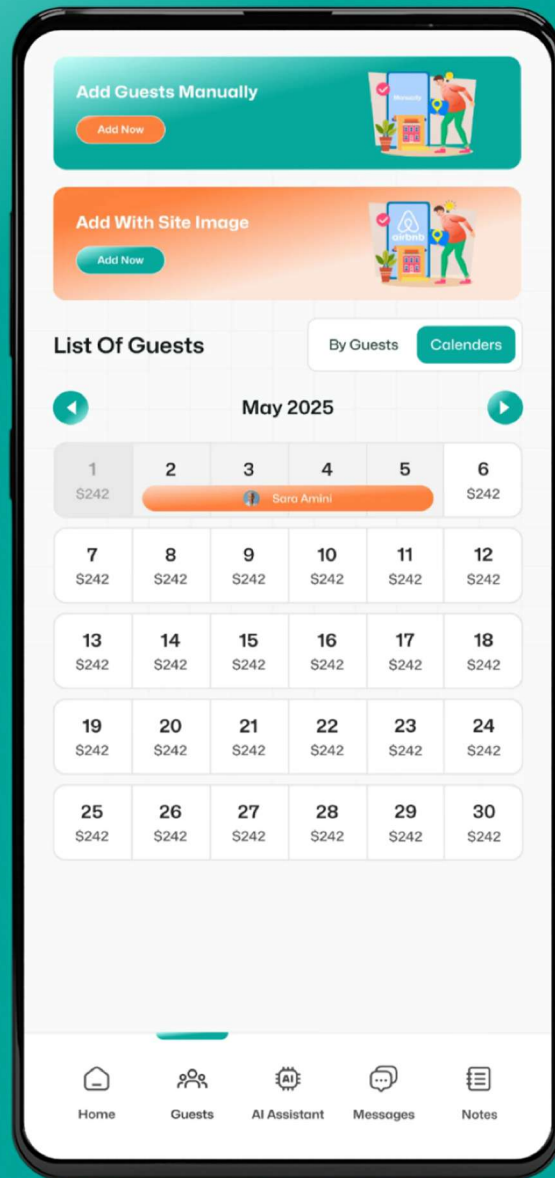 Add Guests Manually
Add Now
Manually
Add With Site Image
Add Now
airbnb
List Of Guests
By Guests Calenders
May 2025
1 2 3 4 5 6
$242 $242
Sara Amini
7 8 9 10 11 12
$242 $242 $242 $242 $242 $242
13 14 15 16 17 18
$242 $242 $242 $242 $242 $242
19 20 21 22 23 24
$242 $242 $242 $242 $242 $242
25 26 27 28 29 30
$242 $242 $242 $242 $242 $242
AI
Home Guests AI Assistant Messages Notes